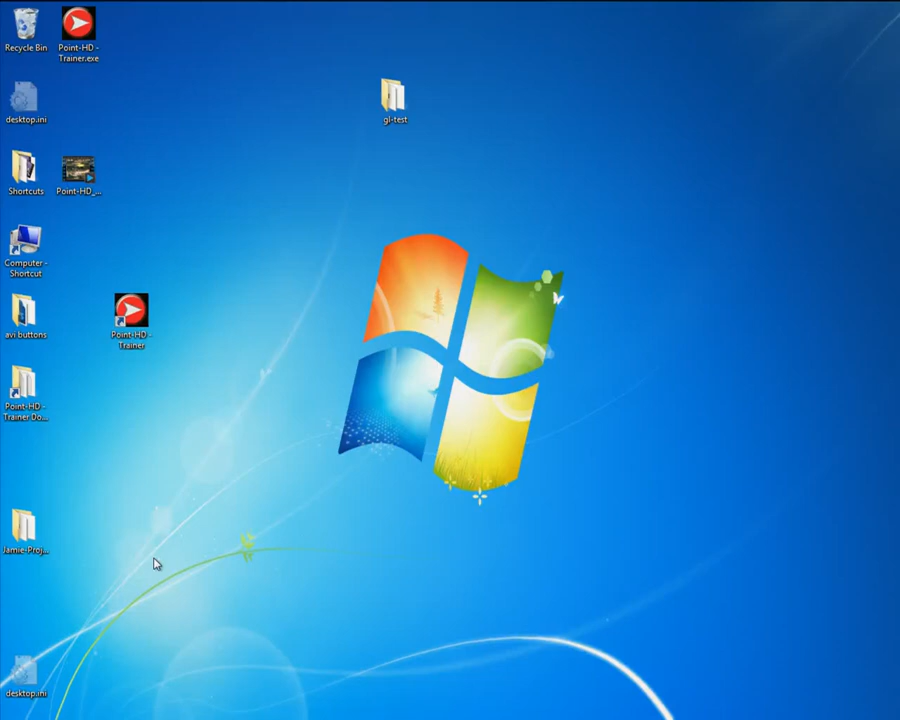 Recycle Bin
Point-HD -
Trainer.exe
desktop.ini
gl-test
Shortcuts
Point-HD_...
Computer -
Shortcut
avi buttons
Point-HD -
Trainer
Point-HD -
Trainer Do...
Jamie-Proj...
desktop.ini